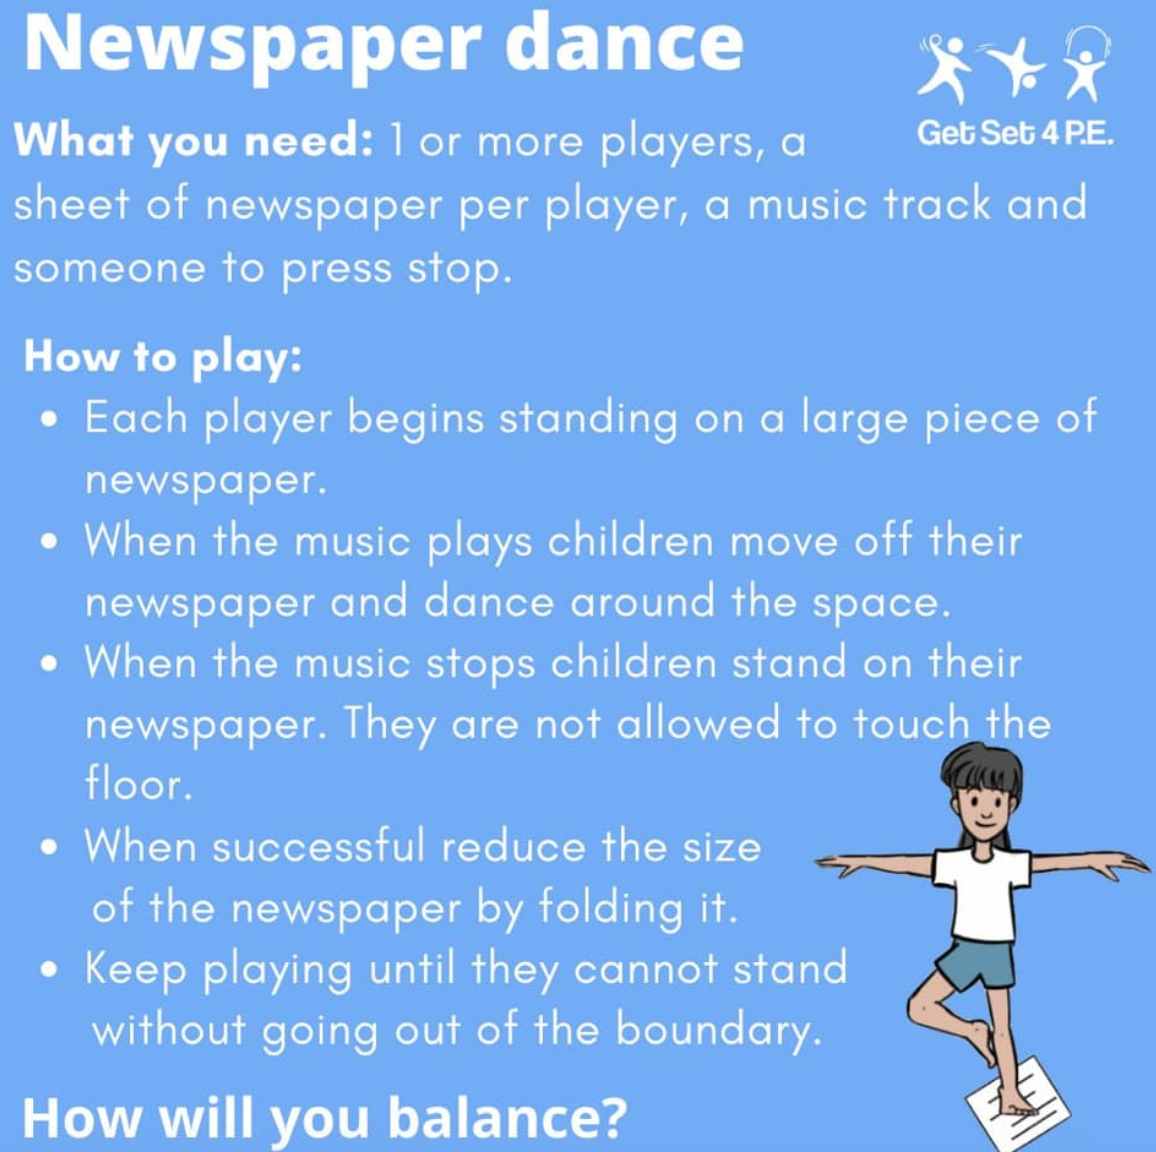 Newspaper dance
Get Set 4 P.E.
What you need: 1 or more players, a
sheet of newspaper per player, a music track and
someone to press stop.
How to play:
• Each player begins standing on a large piece of
newspaper.
• When the music plays children move off their
newspaper and dance around the space.
• When the music stops children stand on their
newspaper. They are not allowed to touch the
floor.
• When successful reduce the size
of the newspaper by folding it.
• Keep playing until they cannot stand
without going out of the boundary.
How will you balance?